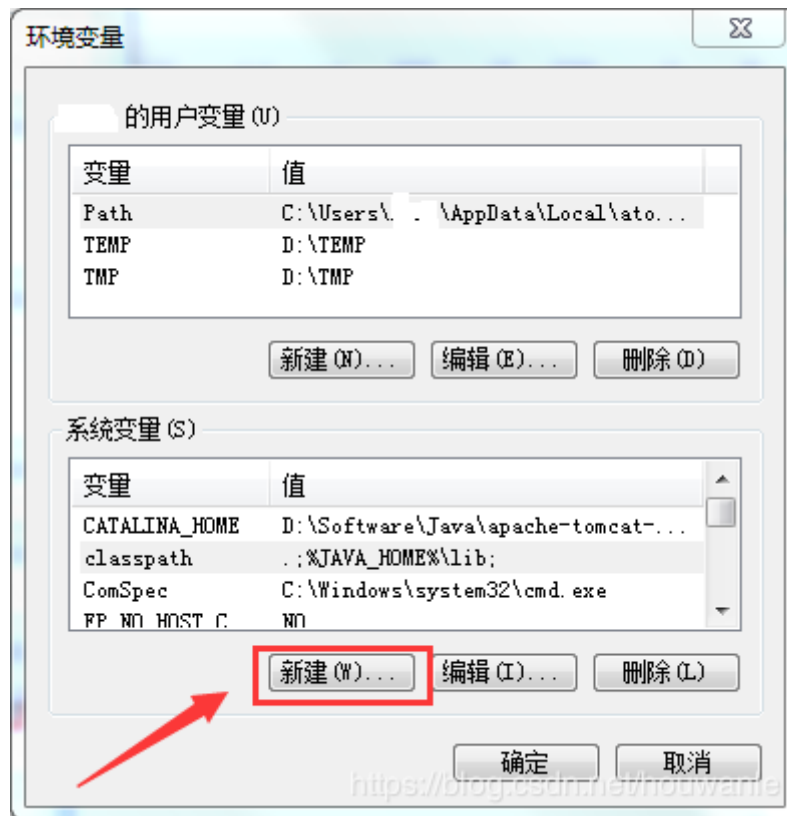 环境变量
的用户变量(U)
变量 值
Path C:\Users\ \AppData\Local\ato...
TEMP D:\TEMP
TMP D:\TMP
新建(N)... 编辑(E)... 删除(D)
系统变量(S)
变量 值
CATALINA_HOME D:\Software\Java\apache-tomcat-...
classpath .;%JAVA_HOME%\lib;
ComSpec C:\Windows\system32\cmd.exe
FP_NO_HOST_C NO
新建(W)... 编辑(I)... 删除(L)
确定 取消
https://blog.csdn.net/houwanle